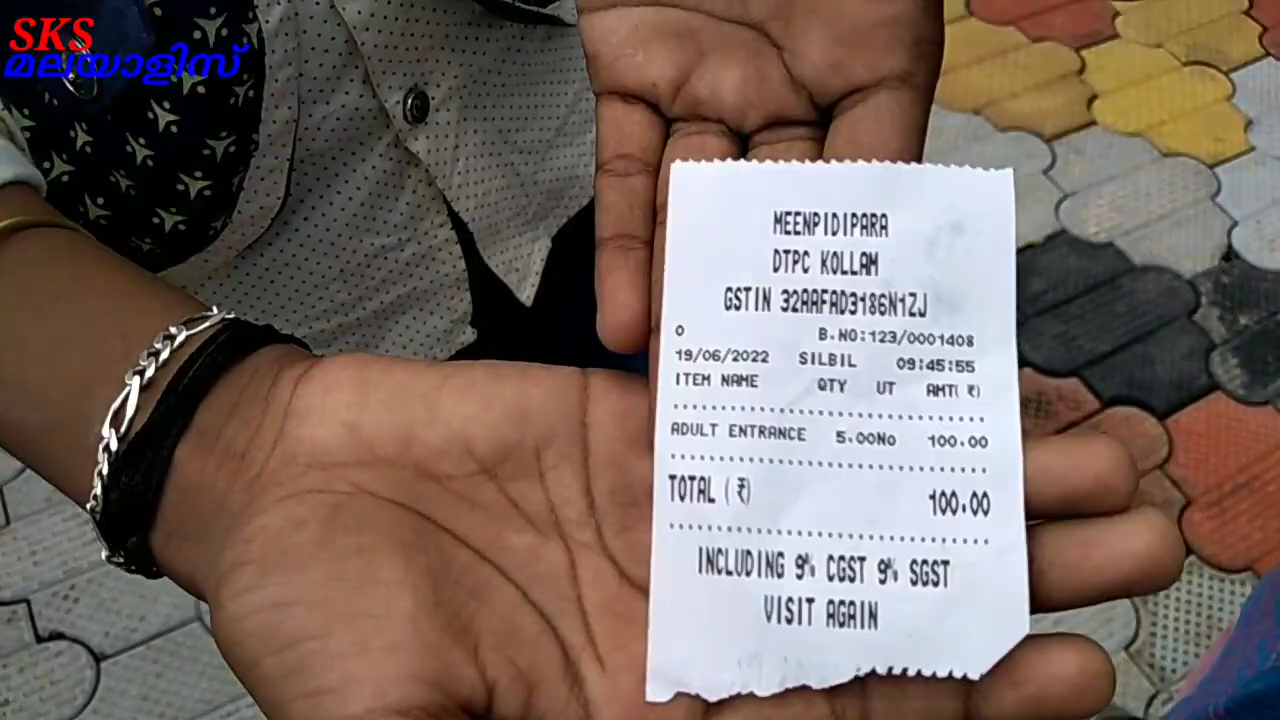 SKS
മലയാളിസ്
MEENPIDIPARA
DTPC KOLLAM
GSTIN 32AAFAD3186N1ZJ
0 B.NO:123/0001408
19/06/2022 SILBIL 09:45:55
ITEM NAME QTY UT AMT(₹)
ADULT ENTRANCE 5.00No 100.00
TOTAL (₹) 100.00
INCLUDING 9% CGST 9% SGST
VISIT AGAIN